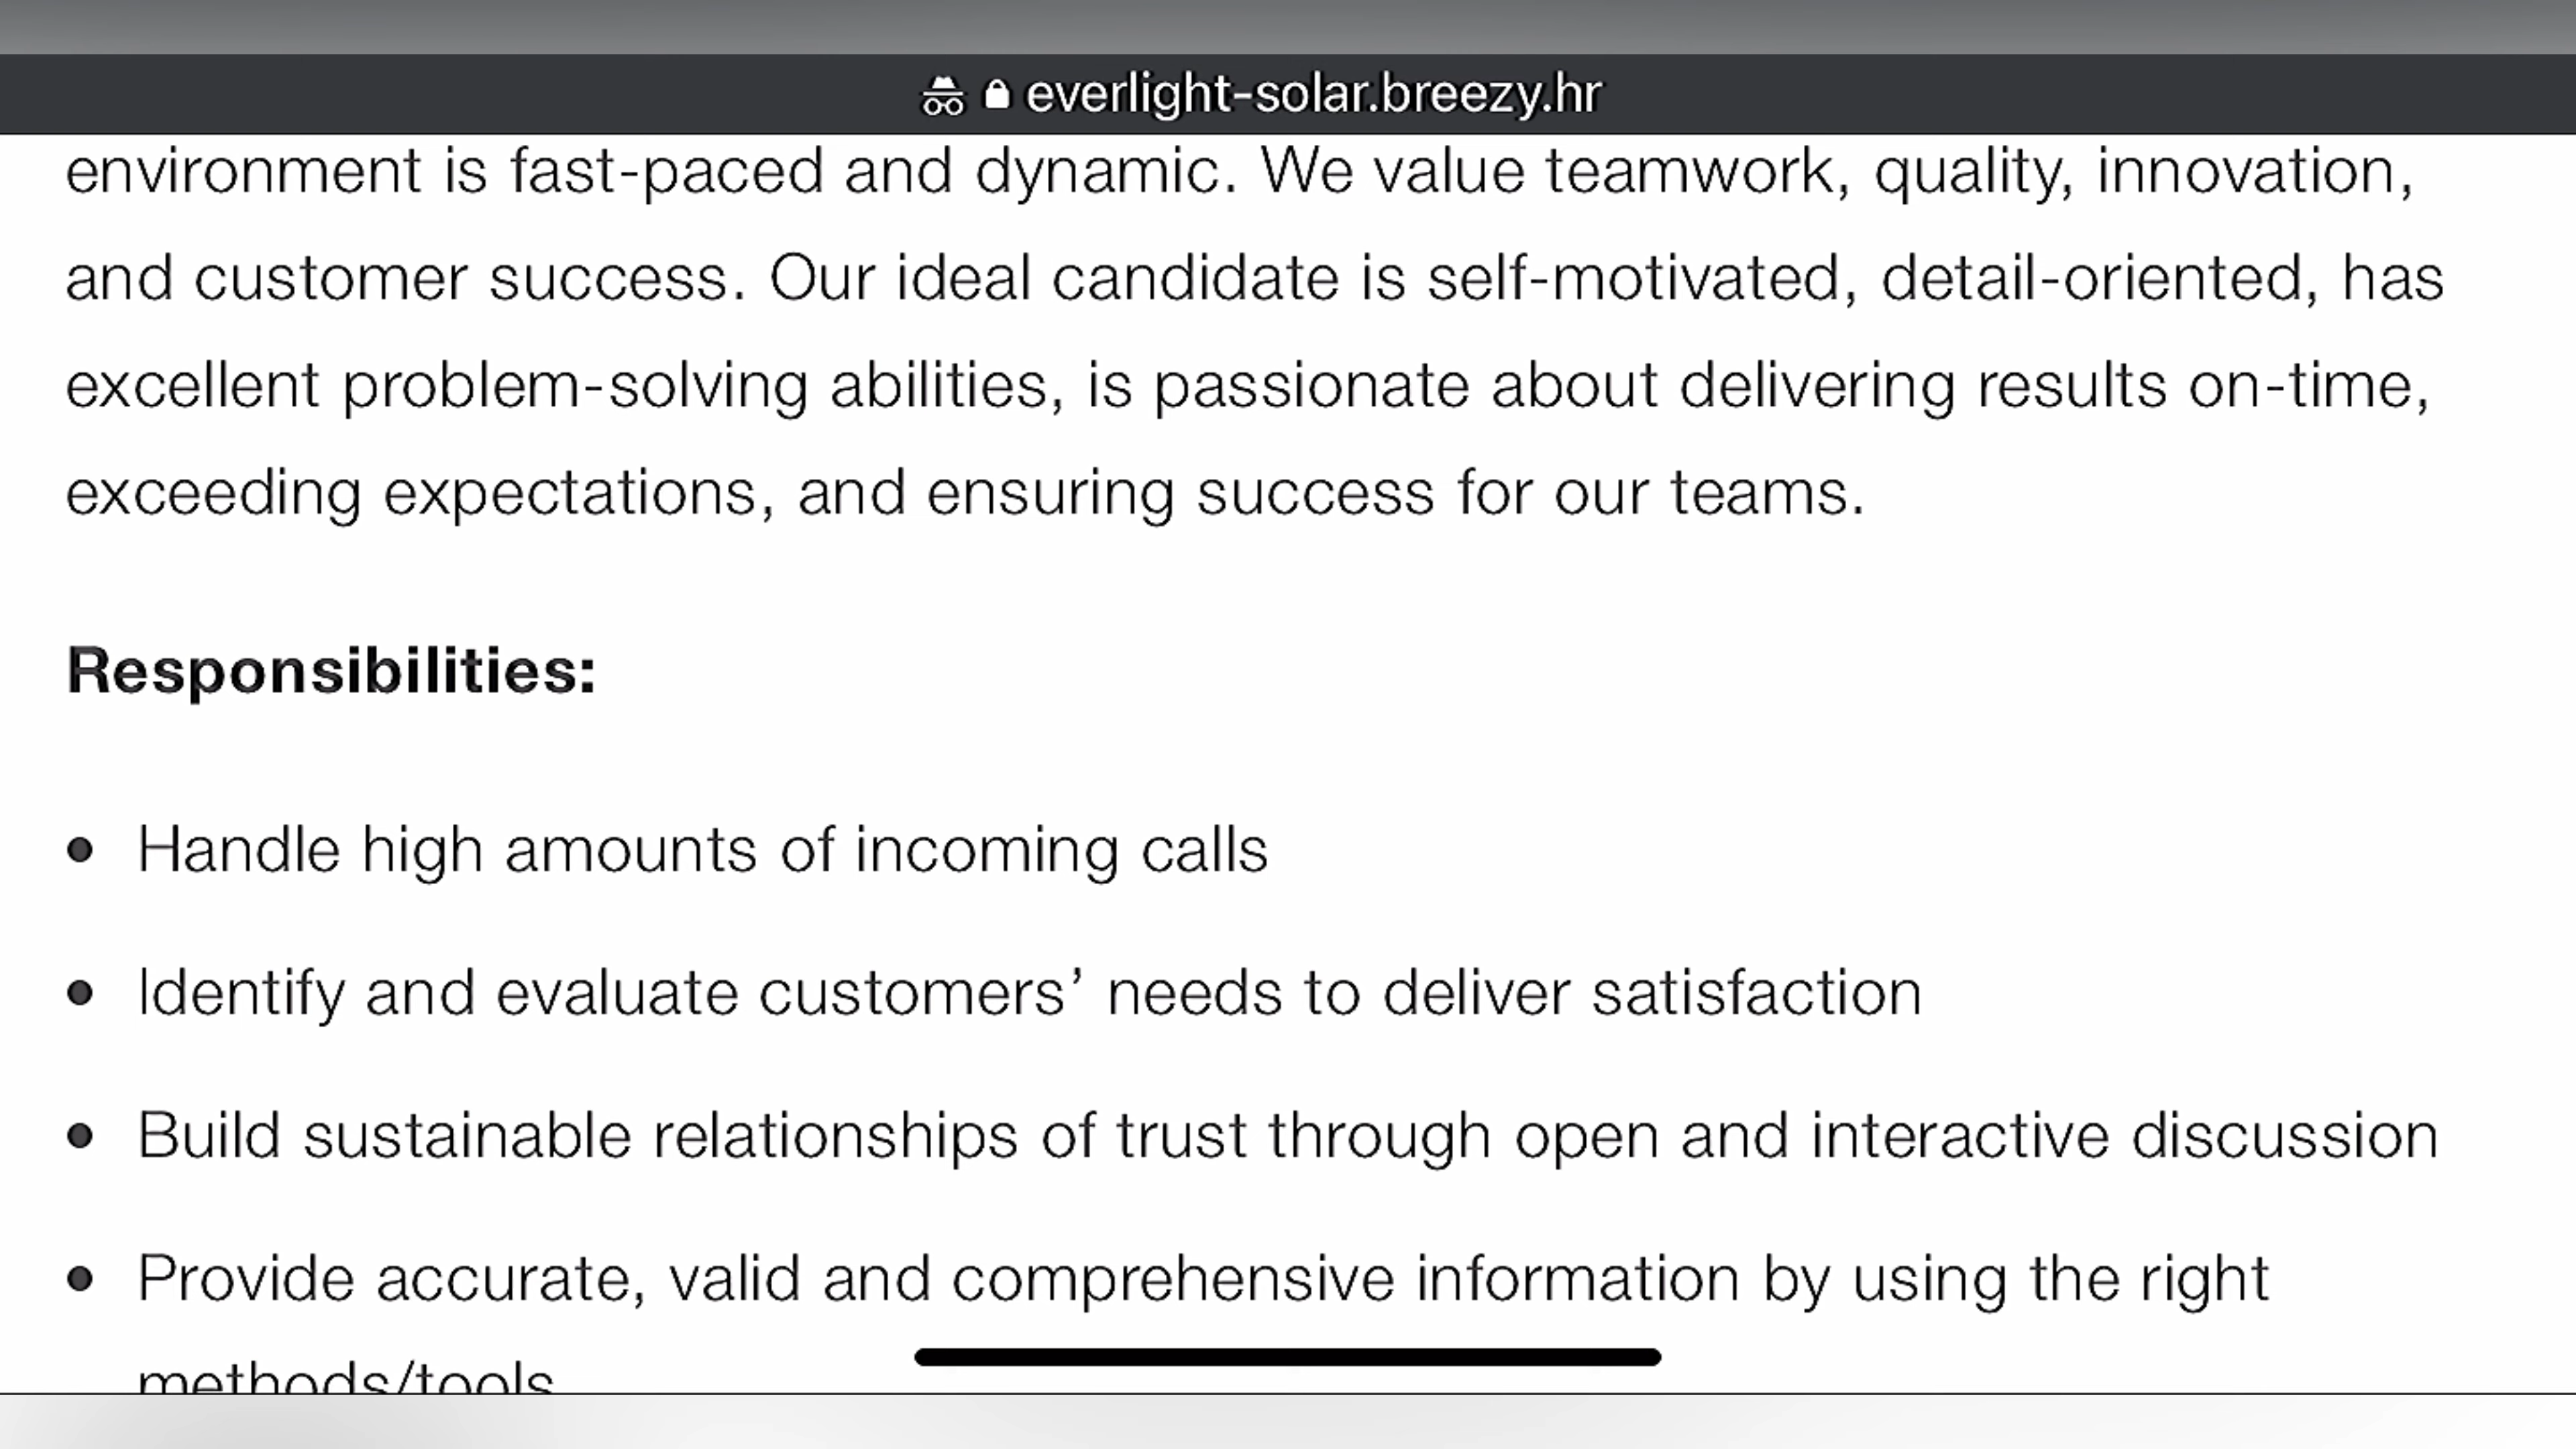 everlight-solar.breezy.hr
environment is fast-paced and dynamic. We value teamwork, quality, innovation,
and customer success. Our ideal candidate is self-motivated, detail-oriented, has
excellent problem-solving abilities, is passionate about delivering results on-time,
exceeding expectations, and ensuring success for our teams.
Responsibilities:
• Handle high amounts of incoming calls
• Identify and evaluate customers’ needs to deliver satisfaction
• Build sustainable relationships of trust through open and interactive discussion
• Provide accurate, valid and comprehensive information by using the right
methods/tools